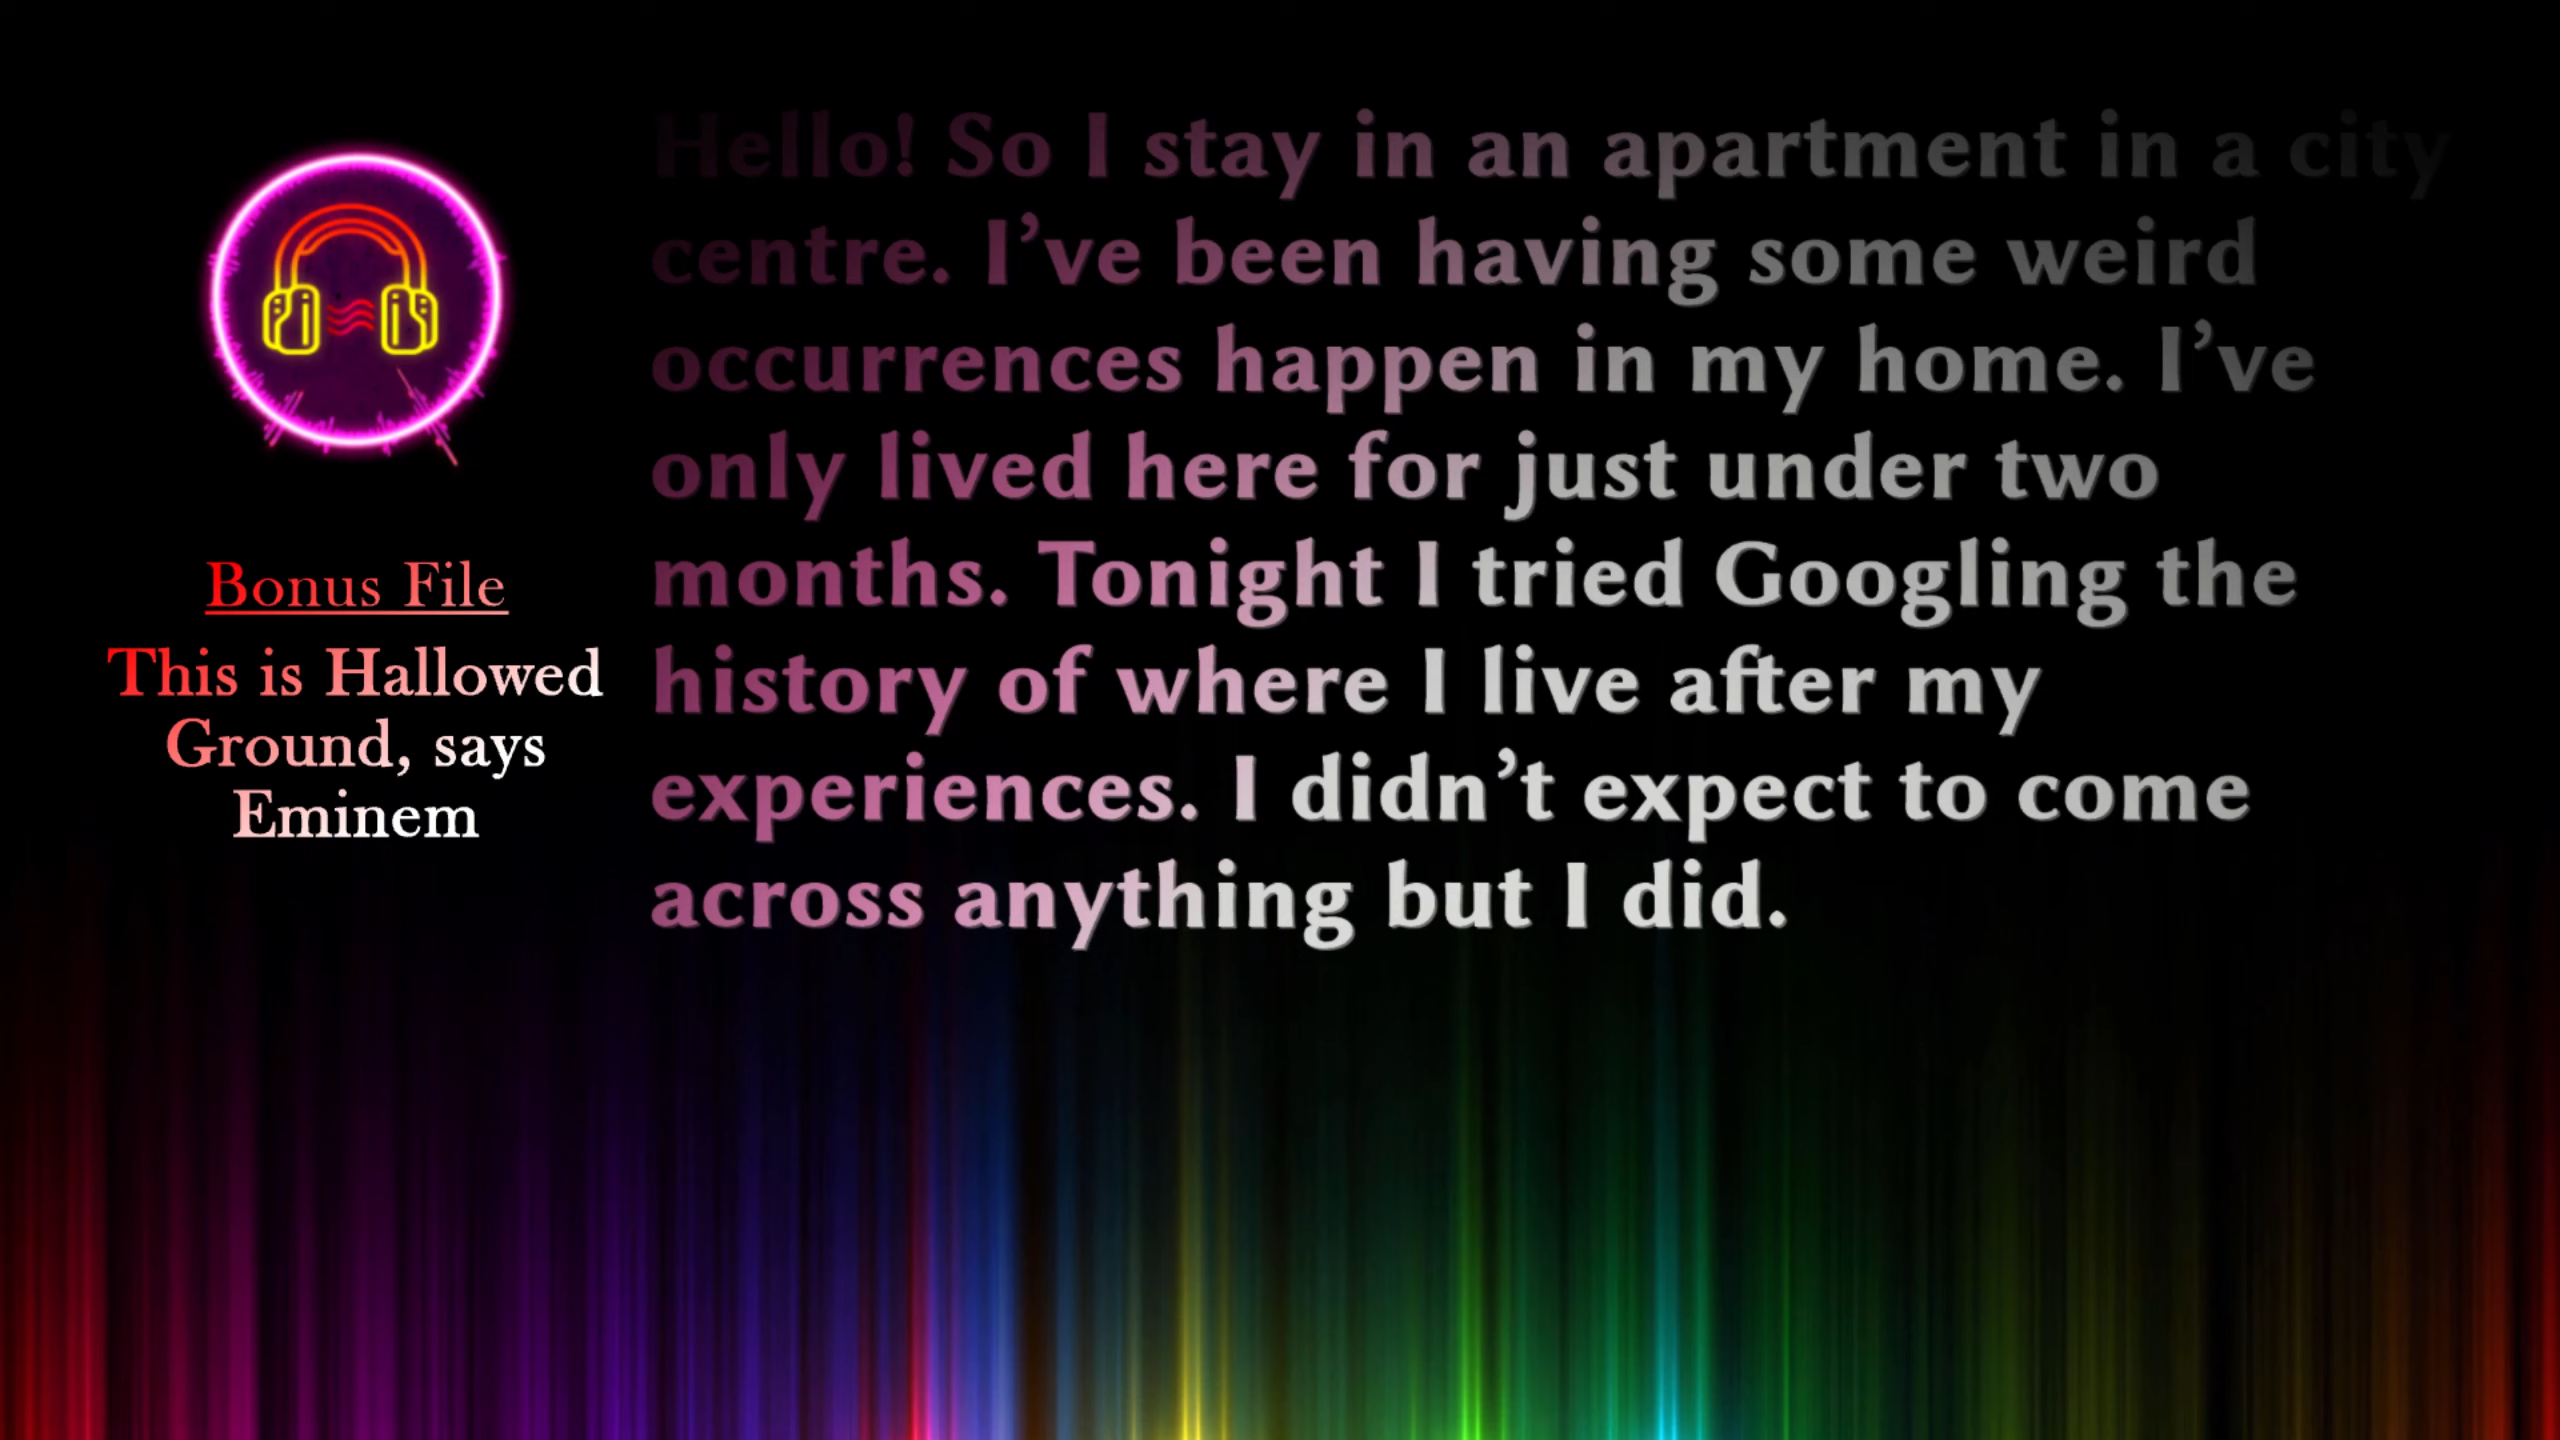 Bonus File
This is Hallowed
Ground, says
Eminem
Hello! So I stay in an apartment in a city
centre. I’ve been having some weird
occurrences happen in my home. I’ve
only lived here for just under two
months. Tonight I tried Googling the
history of where I live after my
experiences. I didn’t expect to come
across anything but I did.